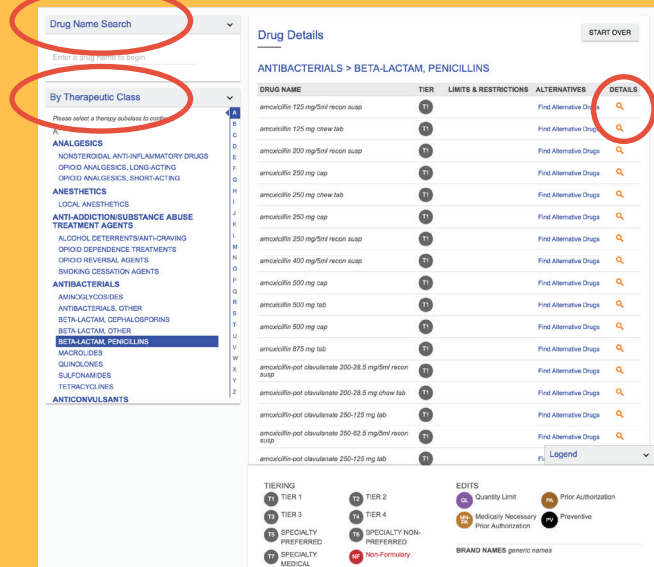 Drug Name Search
Enter a drug name to begin
By Therapeutic Class
Please select a therapy subclass to
A
ANALGESICS
NONSTEROIDAL ANTI-INFLAMMATORY DRUGS
OPIOID ANALGESICS, LONG-ACTING
OPIOID ANALGESICS, SHORT-ACTING
ANESTHETICS
LOCAL ANESTHETICS
ANTI-ADDICTION/SUBSTANCE ABUSE
TREATMENT AGENTS
ALCOHOL DETERRENTS/ANTI-CRAVING
OPIOID DEPENDENCE TREATMENTS
OPIOID REVERSAL AGENTS
SMOKING CESSATION AGENTS
ANTIBACTERIALS
AMINOGLYCOSIDES
ANTIBACTERIALS, OTHER
BETA-LACTAM, CEPHALOSPORINS
BETA-LACTAM, OTHER
BETA-LACTAM, PENICILLINS
MACROLIDES
QUINOLONES
SULFONAMIDES
TETRACYCLINES
ANTICONVULSANTS
A
B
C
D
E
F
G
H
I
J
K
L
M
N
O
P
Q
R
S
T
U
V
W
X
Y
Z
Drug Details
START OVER
ANTIBACTERIALS > BETA-LACTAM, PENICILLINS
DRUG NAME TIER LIMITS & RESTRICTIONS ALTERNATIVES DETAILS
amoxicillin 125 mg/5ml recon susp T1 Find Alternative Drugs
amoxicillin 125 mg chew tab T1 Find Alternative Drugs
amoxicillin 200 mg/5ml recon susp T1 Find Alternative Drugs
amoxicillin 250 mg cap T1 Find Alternative Drugs
amoxicillin 250 mg chew tab T1 Find Alternative Drugs
amoxicillin 250 mg cap T1 Find Alternative Drugs
amoxicillin 250 mg/5ml recon susp T1 Find Alternative Drugs
amoxicillin 400 mg/5ml recon susp T1 Find Alternative Drugs
amoxicillin 500 mg cap T1 Find Alternative Drugs
amoxicillin 500 mg tab T1 Find Alternative Drugs
amoxicillin 500 mg cap T1 Find Alternative Drugs
amoxicillin 875 mg tab T1 Find Alternative Drugs
amoxicillin-pot clavulanate 200-28.5 mg/5ml recon
susp T1 Find Alternative Drugs
amoxicillin-pot clavulanate 200-28.5 mg chew tab T1 Find Alternative Drugs
amoxicillin-pot clavulanate 250-125 mg tab T1 Find Alternative Drugs
amoxicillin-pot clavulanate 250-62.5 mg/5ml recon
susp T1 Find Alternative Drugs
amoxicillin-pot clavulanate 250-125 mg tab T1 Fi
Legend
TIERING
T1 TIER 1 T2 TIER 2
T3 TIER 3 T4 TIER 4
T5 SPECIALTY PREFERRED T6 SPECIALTY NON-PREFERRED
T7 SPECIALTY MEDICAL NF Non-Formulary
EDITS
QL Quantity Limit PA Prior Authorization
MN-PA Medically Necessary Prior Authorization PV Preventive
BRAND NAMES generic names